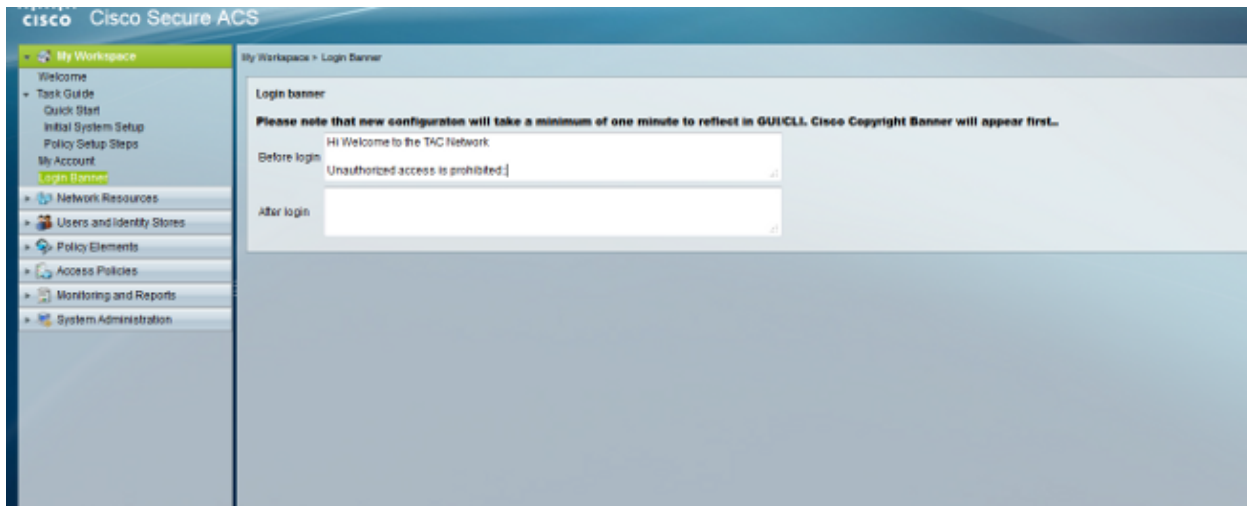 CISCO Cisco Secure ACS
My Workspace
Welcome
Task Guide
Quick Start
Initial System Setup
Policy Setup Steps
My Account
Login Banner
Network Resources
Users and Identity Stores
Policy Elements
Access Policies
Monitoring and Reports
System Administration
My Workspace > Login Banner
Login banner
Please note that new configuraton will take a minimum of one minute to reflect in GUI/CLI. Cisco Copyright Banner will appear first..
Before login
Hi Welcome to the TAC Network
Unauthorized access is prohibited:
After login